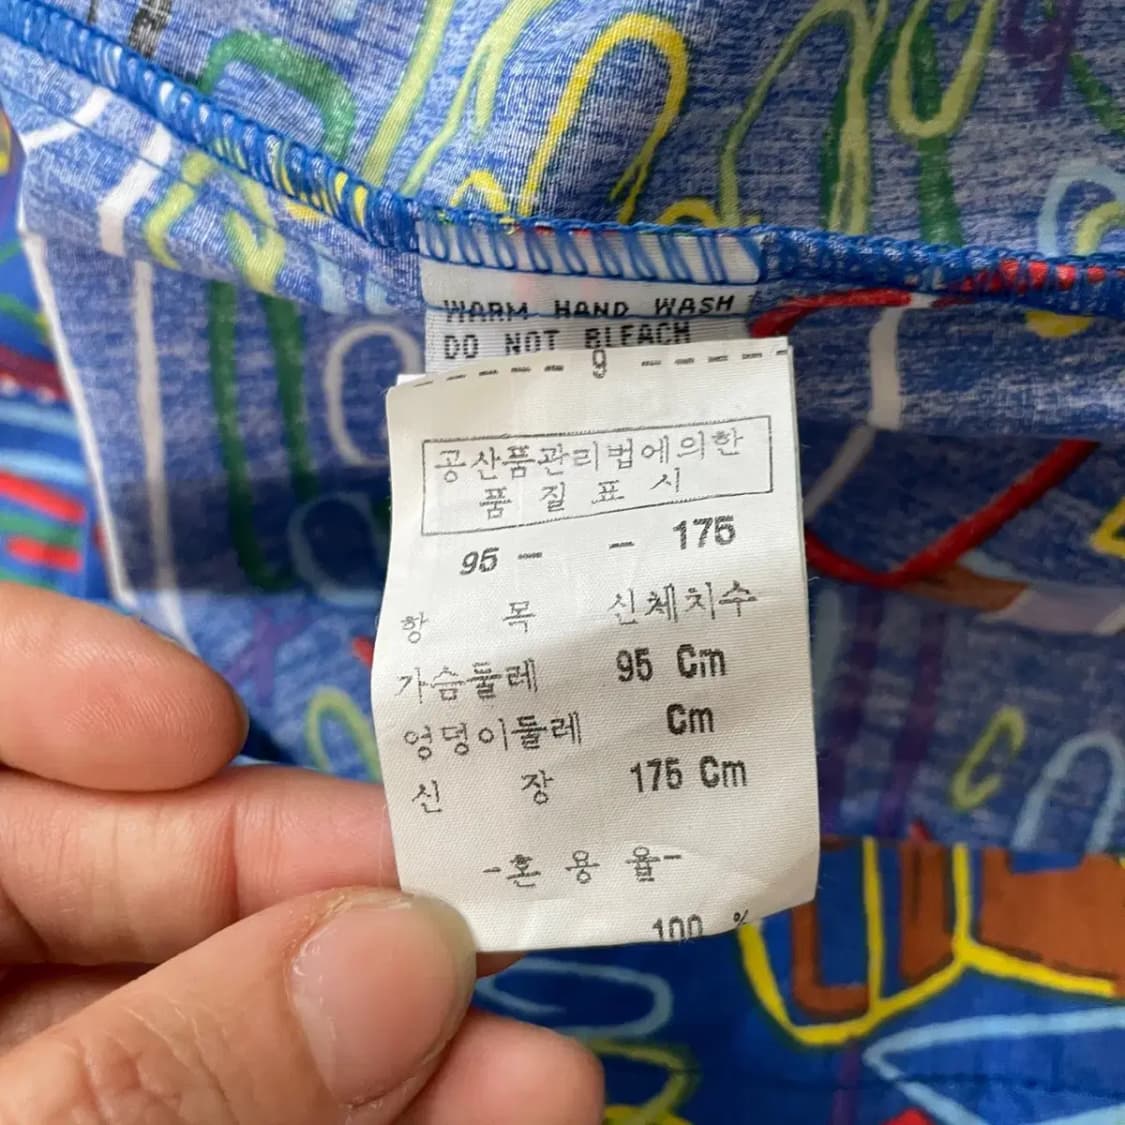 WARM HAND WASH
DO NOT BLEACH
9
공산품관리법에의한
품 질 표 시
95 - - 175
항 목 신체치수
가슴둘레 95 Cm
엉덩이둘레 Cm
신 장 175 Cm
-혼 용 율-
100 %